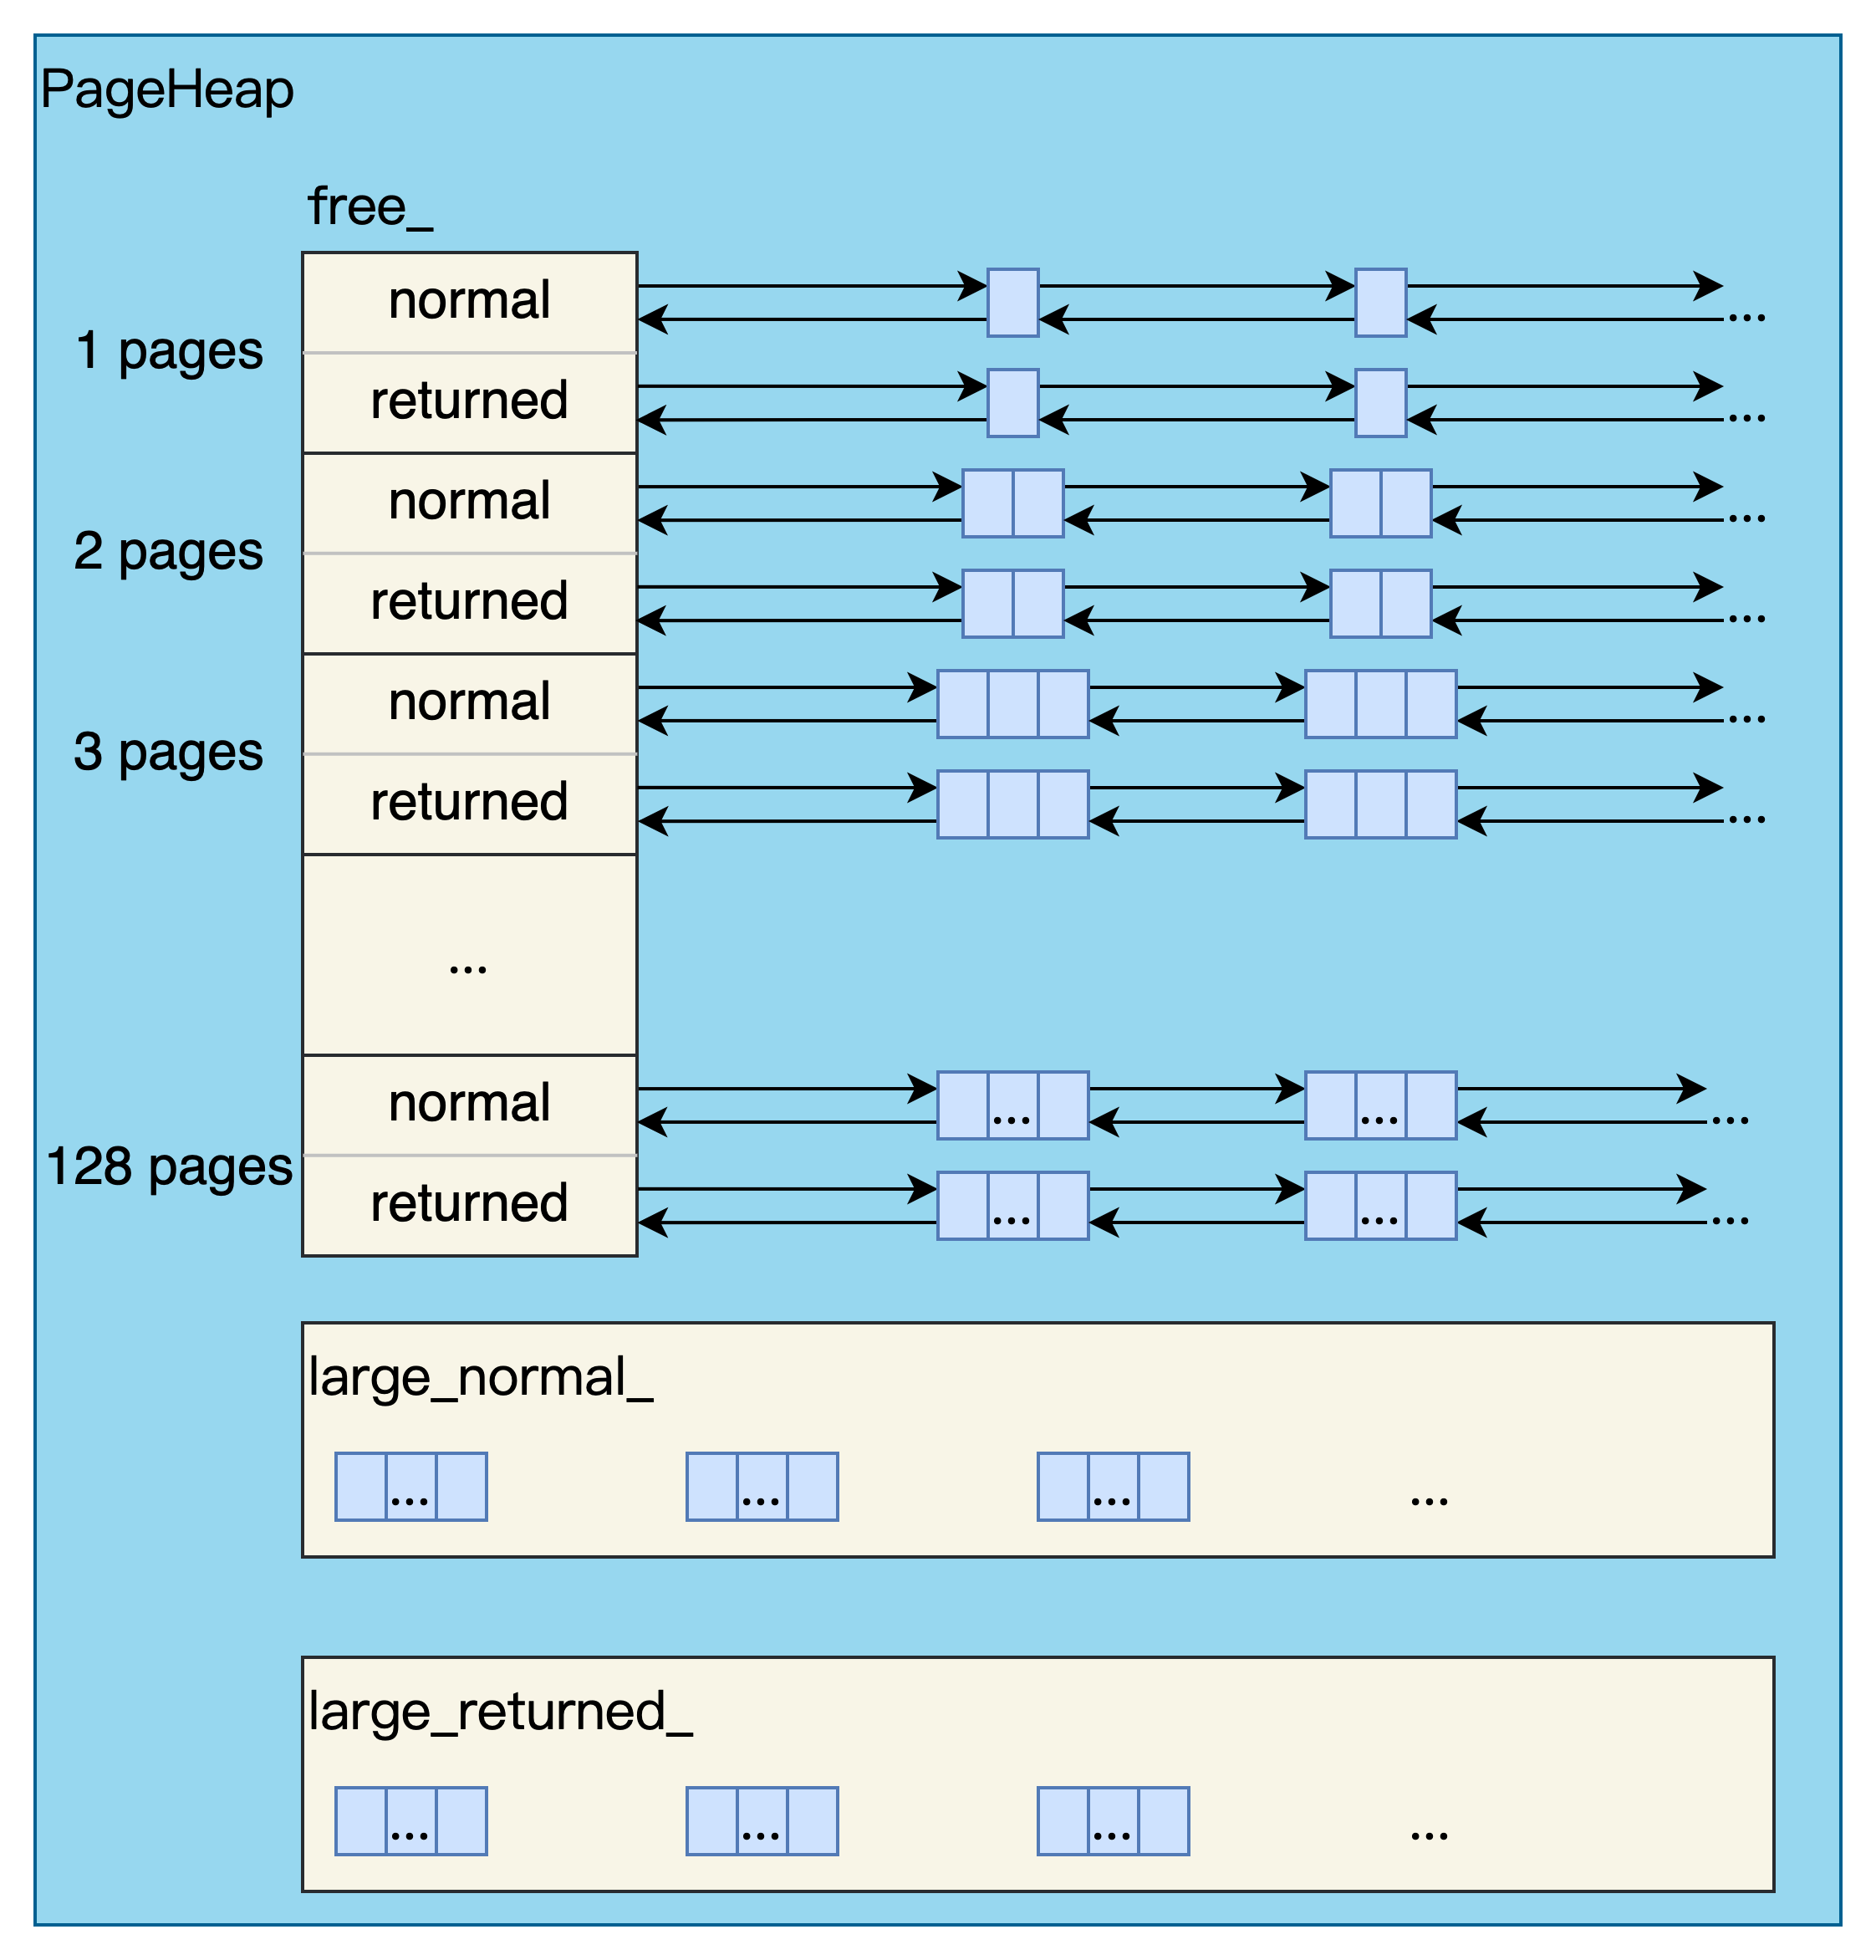 PageHeap
free_
1 pages
normal
...
returned
...
2 pages
normal
...
returned
...
3 pages
normal
...
returned
...
...
128 pages
normal
... ... ...
returned
... ... ...
large_normal_
... ... ... ...
large_returned_
... ... ... ...